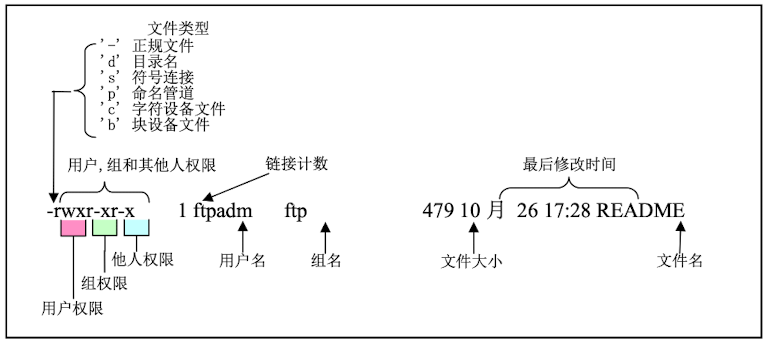 文件类型
'-' 正规文件
'd' 目录名
's' 符号连接
'p' 命名管道
'c' 字符设备文件
'b' 块设备文件
用户,组和其他人权限
链接计数
最后修改时间
-rwxr-xr-x 1 ftpadm ftp 479 10 月 26 17:28 README
他人权限 用户名 组名 文件大小 文件名
组权限
用户权限